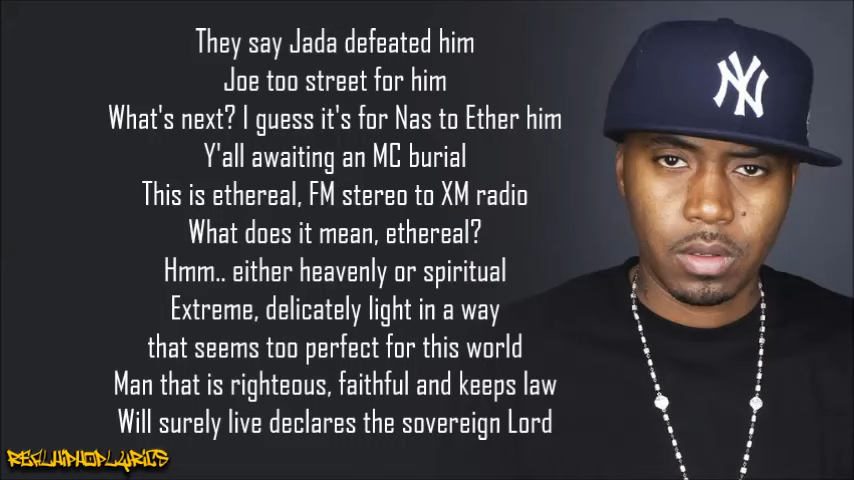 They say Jada defeated him
Joe too street for him
What's next? I guess it's for Nas to Ether him
Y'all awaiting an MC burial
This is ethereal, FM stereo to XM radio
What does it mean, ethereal?
Hmm.. either heavenly or spiritual
Extreme, delicately light in a way
that seems too perfect for this world
Man that is righteous, faithful and keeps law
Will surely live declares the sovereign Lord
REALHIPHOPLYRICS
NY